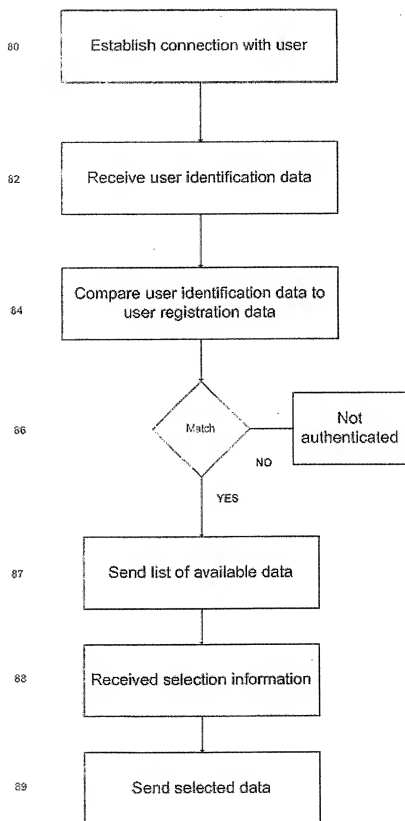 80
Establish connection with user
82
Receive user identification data
84
Compare user identification data to
user registration data
86
Match
Not
authenticated
NO
YES
87
Send list of available data
88
Received selection information
89
Send selected data